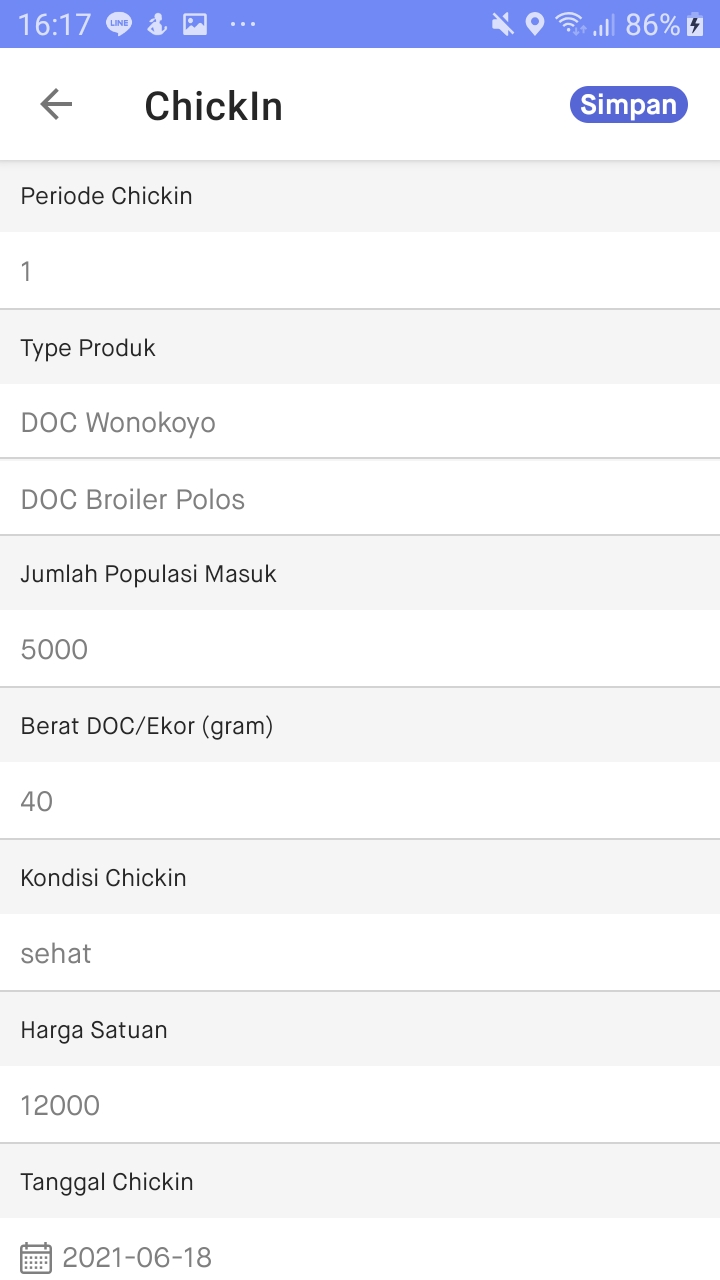 16:17 LINE ... 86%
ChickIn Simpan
Periode Chickin
1
Type Produk
DOC Wonokoyo
DOC Broiler Polos
Jumlah Populasi Masuk
5000
Berat DOC/Ekor (gram)
40
Kondisi Chickin
sehat
Harga Satuan
12000
Tanggal Chickin
2021-06-18